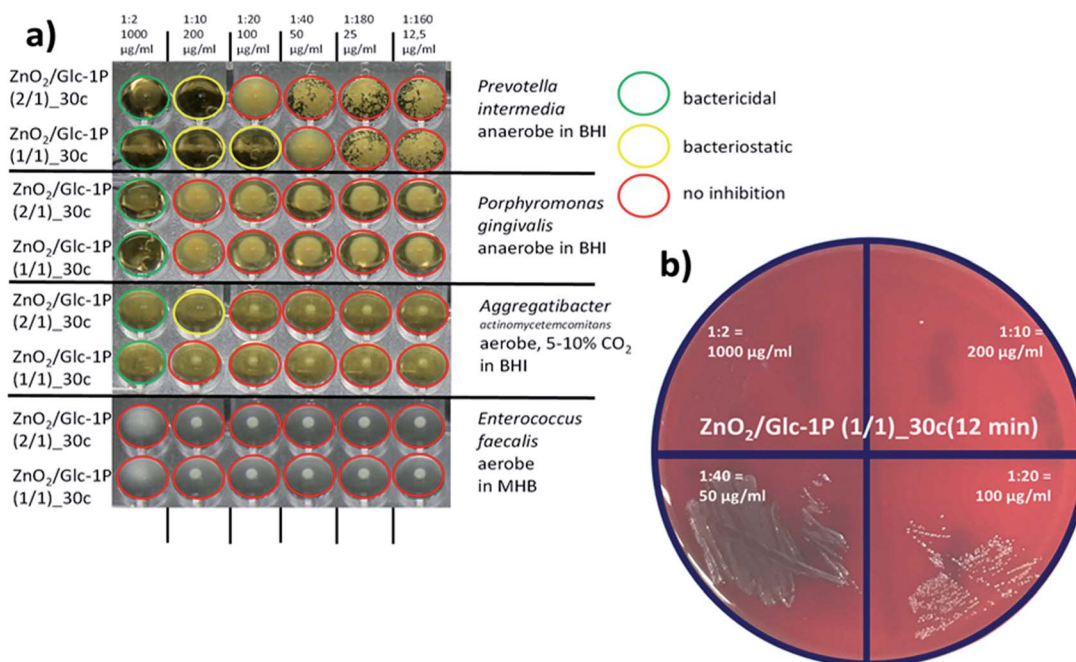 a)
1:2 1:10 1:20 1:40 1:180 1:160
1000 200 100 50 25 12,5
µg/ml µg/ml µg/ml µg/ml µg/ml µg/ml
ZnO₂/Glc-1P
(2/1)_30c
ZnO₂/Glc-1P
(1/1)_30c
Prevotella
intermedia
anaerobe in BHI
ZnO₂/Glc-1P
(2/1)_30c
ZnO₂/Glc-1P
(1/1)_30c
Porphyromonas
gingivalis
anaerobe in BHI
ZnO₂/Glc-1P
(2/1)_30c
ZnO₂/Glc-1P
(1/1)_30c
Aggregatibacter
actinomycetemcomitans
aerobe, 5-10% CO₂
in BHI
ZnO₂/Glc-1P
(2/1)_30c
ZnO₂/Glc-1P
(1/1)_30c
Enterococcus
faecalis
aerobe
in MHB
bactericidal
bacteriostatic
no inhibition
b)
1:2 =
1000 µg/ml
1:10 =
200 µg/ml
ZnO₂/Glc-1P (1/1)_30c(12 min)
1:40 =
50 µg/ml
1:20 =
100 µg/ml